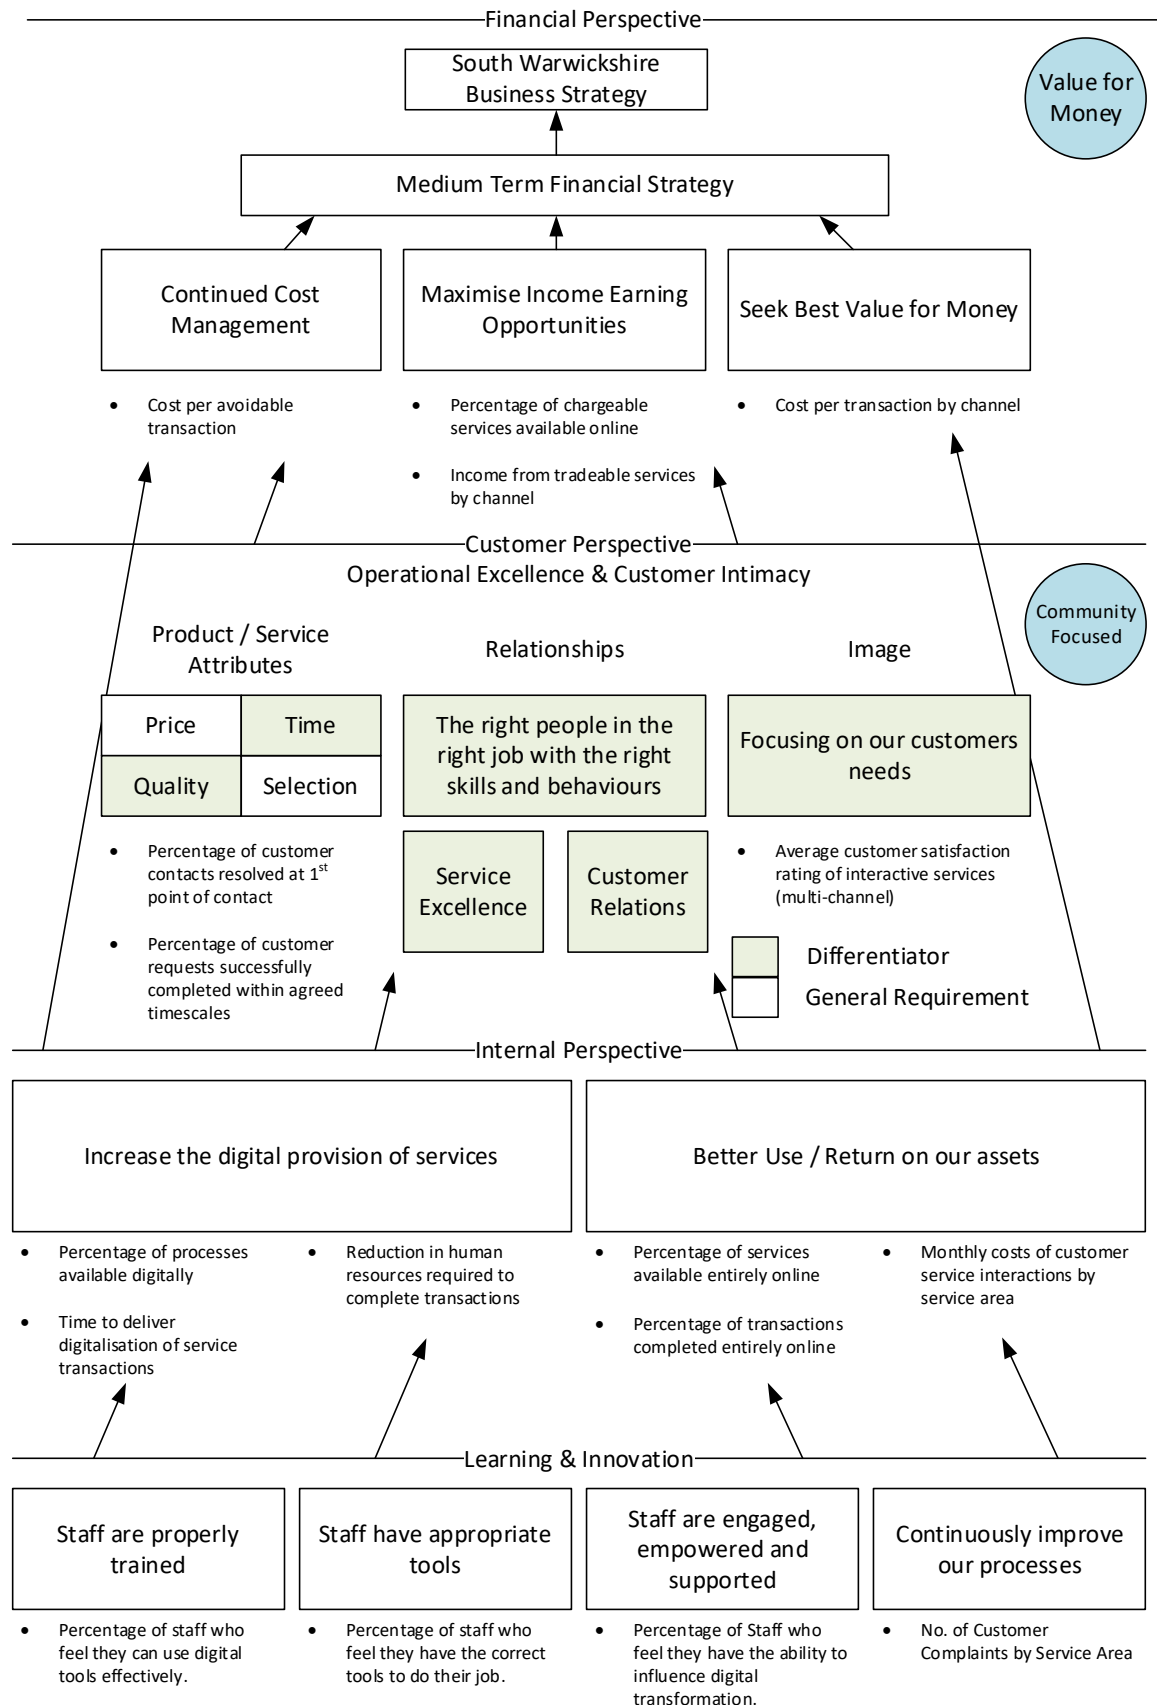 Financial Perspective
South Warwickshire
Business Strategy
Value for
Money
Medium Term Financial Strategy
Continued Cost
Management
Maximise Income Earning
Opportunities
Seek Best Value for Money
• Cost per avoidable
transaction
• Percentage of chargeable
services available online
• Income from tradeable services
by channel
• Cost per transaction by channel
Customer Perspective
Operational Excellence & Customer Intimacy
Community
Focused
Product / Service
Attributes
Relationships
Image
Price
Time
Quality
Selection
The right people in the
right job with the right
skills and behaviours
Focusing on our customers
needs
• Percentage of customer
contacts resolved at 1st
point of contact
• Percentage of customer
requests successfully
completed within agreed
timescales
Service
Excellence
Customer
Relations
• Average customer satisfaction
rating of interactive services
(multi-channel)
Differentiator
General Requirement
Internal Perspective
Increase the digital provision of services
Better Use / Return on our assets
• Percentage of processes
available digitally
• Time to deliver
digitalisation of service
transactions
• Reduction in human
resources required to
complete transactions
• Percentage of services
available entirely online
• Percentage of transactions
completed entirely online
• Monthly costs of customer
service interactions by
service area
Learning & Innovation
Staff are properly
trained
Staff have appropriate
tools
Staff are engaged,
empowered and
supported
Continuously improve
our processes
• Percentage of staff who
feel they can use digital
tools effectively.
• Percentage of staff who
feel they have the correct
tools to do their job.
• Percentage of Staff who
feel they have the ability to
influence digital
transformation.
• No. of Customer
Complaints by Service Area